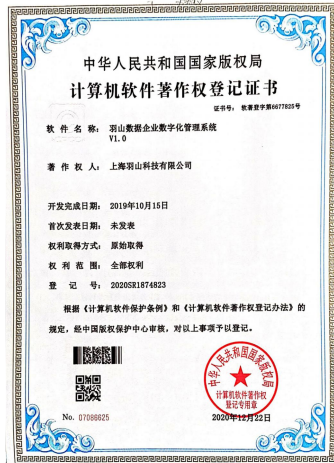 中华人民共和国国家版权局
计算机软件著作权登记证书
证书号： 软著登字第6677825号
软件名称： 羽山数据企业数字化管理系统
V1.0
著作权人： 上海羽山科技有限公司
开发完成日期： 2019年10月15日
首次发表日期： 未发表
权利取得方式： 原始取得
权利范围： 全部权利
登记号： 2020SR1874823
根据《计算机软件保护条例》和《计算机软件著作权登记办法》的
规定，经中国版权保护中心审核，对以上事项予以登记。
中华人民共和国国家版权局
计算机软件著作权
登记专用章
No. 07086625
2020年12月22日